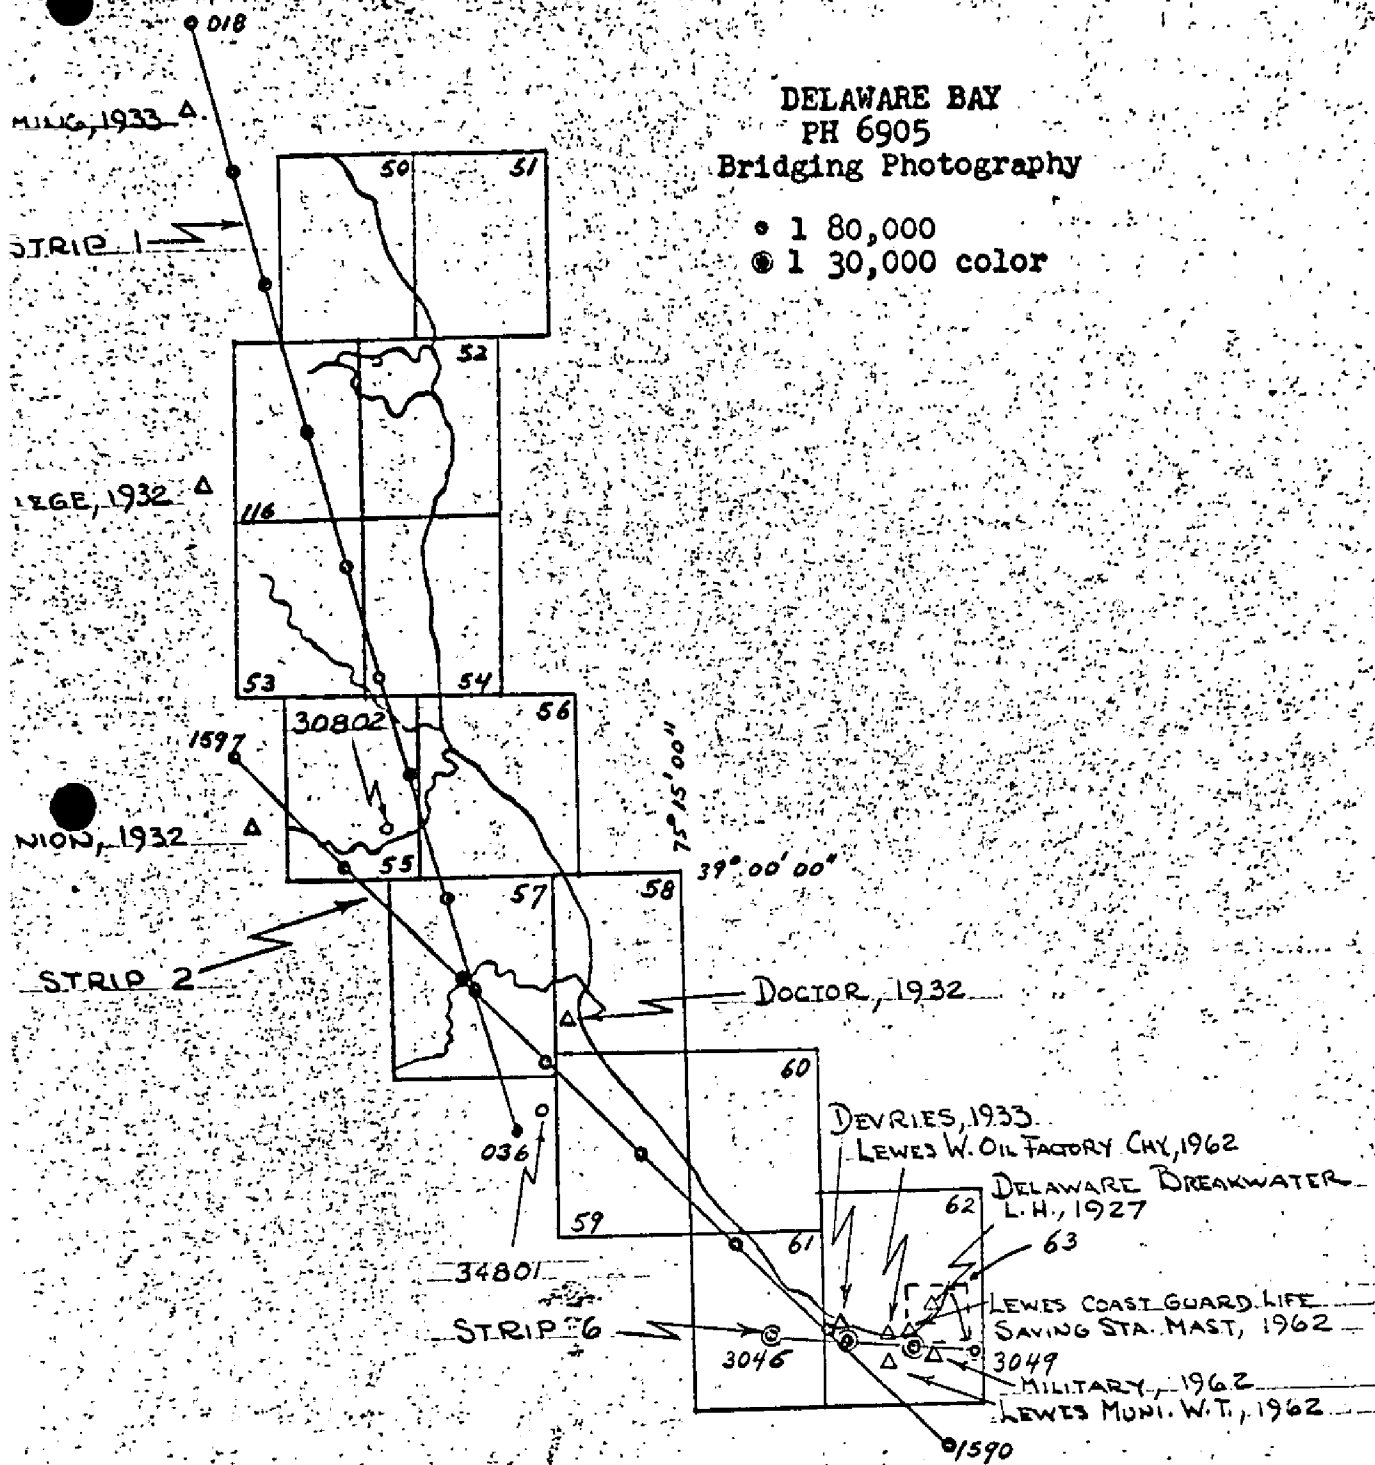 018
DELAWARE BAY
PH 6905
Bridging Photography
1 80,000
1 30,000 color
MING, 1933
50
51
STRIP 1
52
LEGE, 1932
116
53
54
30802
56
1597
75° 15' 00"
NION, 1932
55
39° 00' 00"
57
58
STRIP 2
DOCTOR, 1932
60
036
DEVRIES, 1933
LEWES W. OIL FACTORY CHY, 1962
DELAWARE BREAKWATER
L.H., 1927
62
59
61
63
34801
LEWES COAST GUARD LIFE
SAVING STA. MAST, 1962
STRIP 6
3046
3049
MILITARY, 1962
LEWES MUNI. W.T., 1962
1590